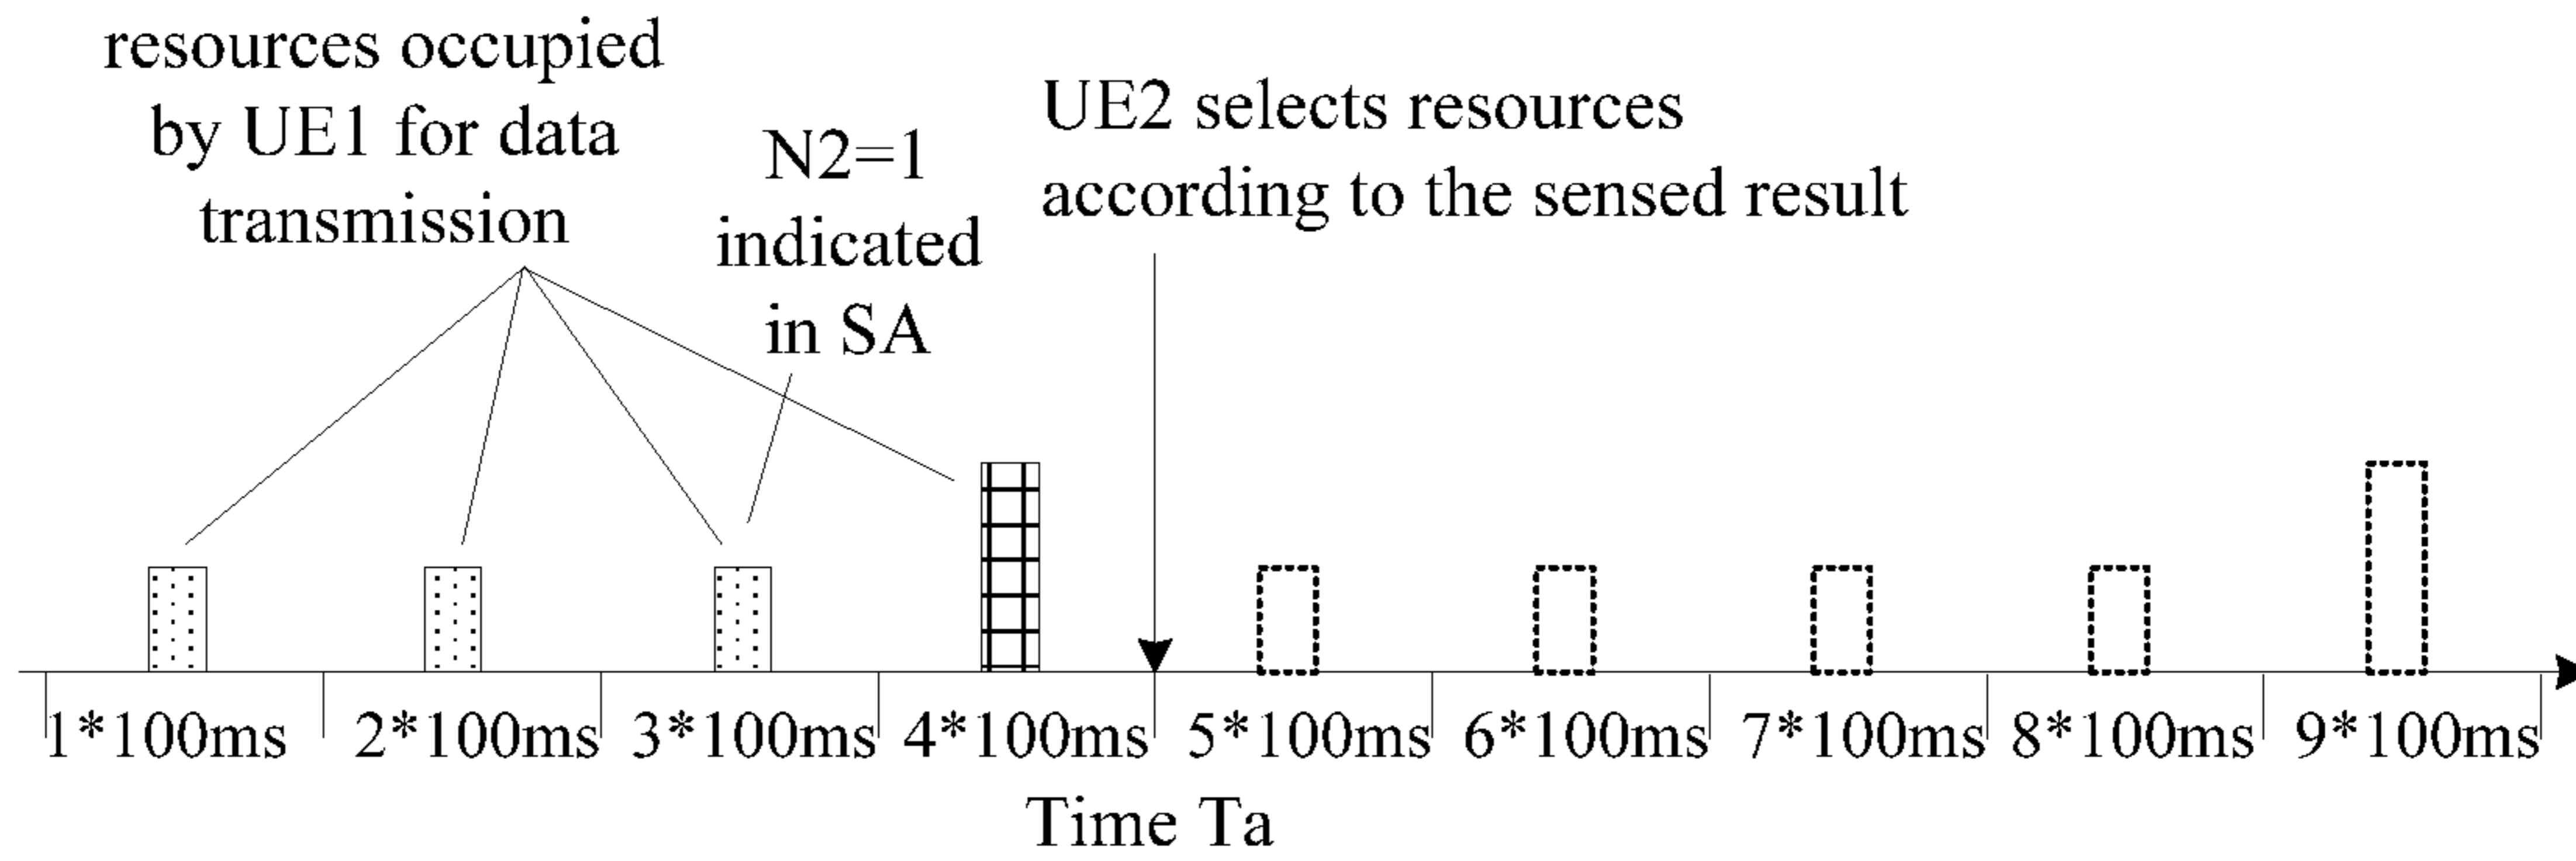 resources occupied
by UE1 for data
transmission
N2=1
indicated
in SA
UE2 selects resources
according to the sensed result
1*100ms 2*100ms 3*100ms 4*100ms 5*100ms 6*100ms 7*100ms 8*100ms 9*100ms
Time Ta